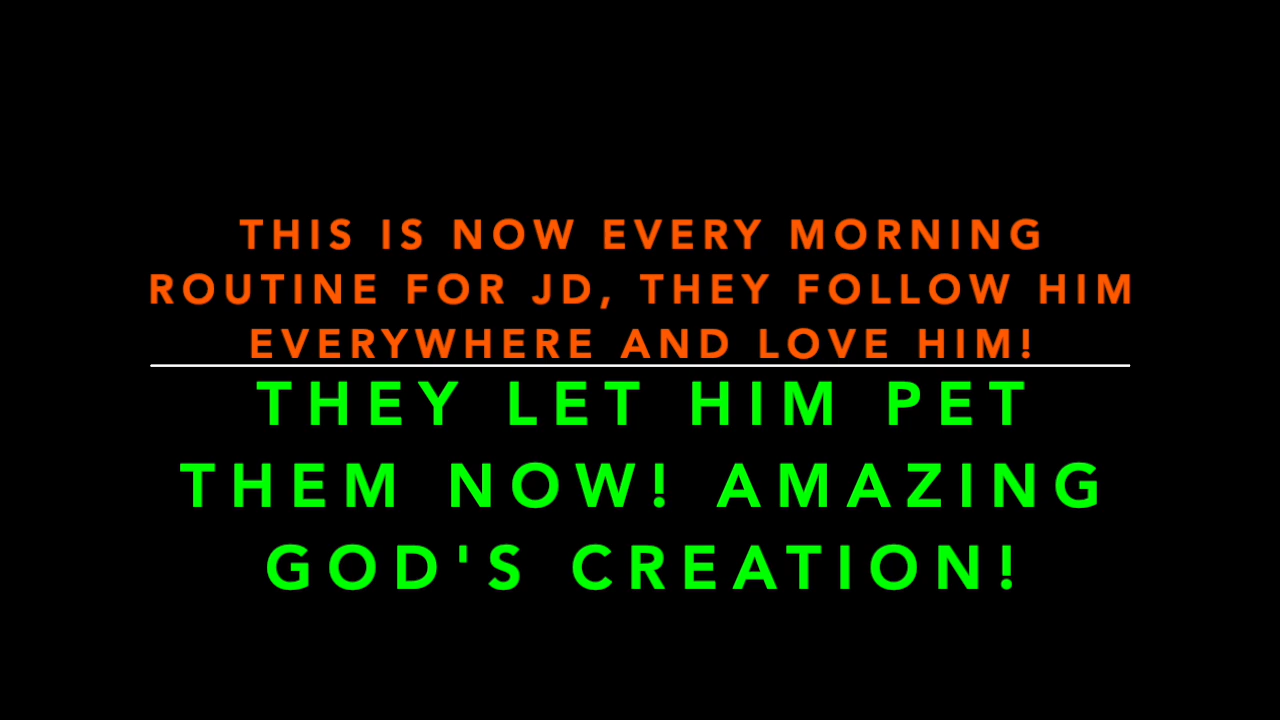 THIS IS NOW EVERY MORNING
ROUTINE FOR JD, THEY FOLLOW HIM
EVERYWHERE AND LOVE HIM!
THEY LET HIM PET
THEM NOW! AMAZING
GOD'S CREATION!